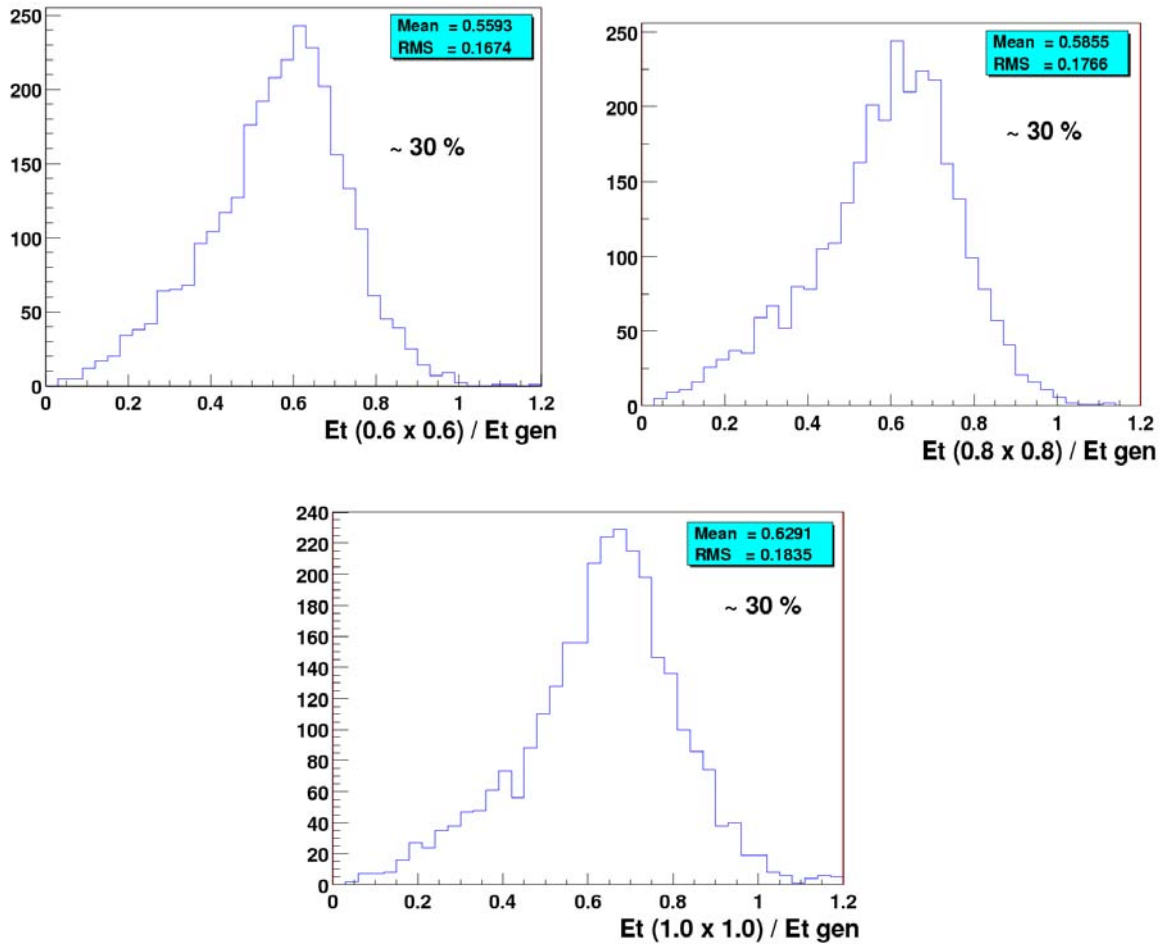 Mean = 0.5593
RMS = 0.1674
~ 30 %
250
200
150
100
50
0
0 0.2 0.4 0.6 0.8 1 1.2
Et (0.6 x 0.6) / Et gen
Mean = 0.5855
RMS = 0.1766
~ 30 %
250
200
150
100
50
0
0 0.2 0.4 0.6 0.8 1 1.2
Et (0.8 x 0.8) / Et gen
Mean = 0.6291
RMS = 0.1835
~ 30 %
240
220
200
180
160
140
120
100
80
60
40
20
0
0 0.2 0.4 0.6 0.8 1 1.2
Et (1.0 x 1.0) / Et gen